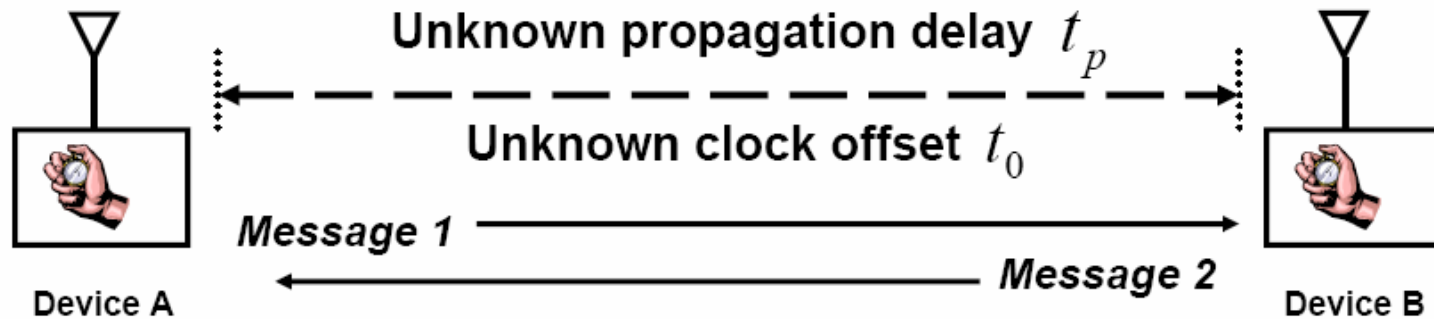 Unknown propagation delay t_p
Unknown clock offset t_0
Message 1
Message 2
Device A
Device B